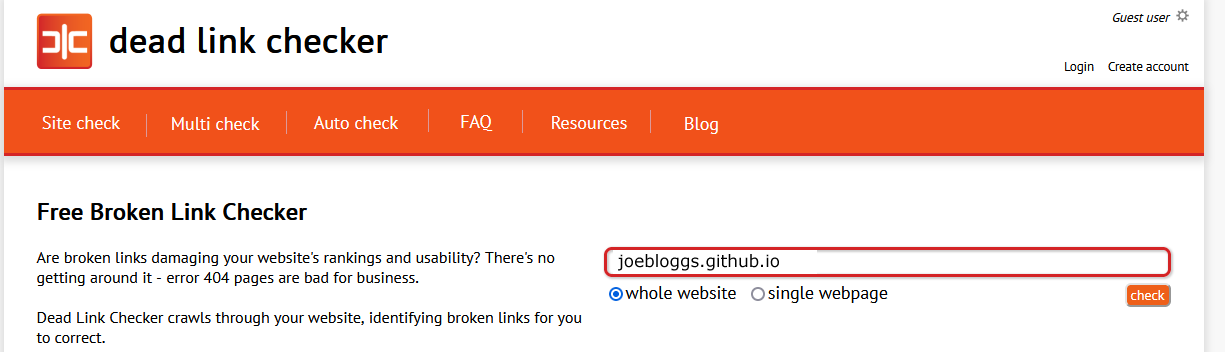 Guest user
dead link checker
Login Create account
Site check Multi check Auto check FAQ Resources Blog
Free Broken Link Checker
Are broken links damaging your website's rankings and usability? There's no
getting around it - error 404 pages are bad for business.
Dead Link Checker crawls through your website, identifying broken links for you
to correct.
joebloggs.github.io
whole website single webpage
check